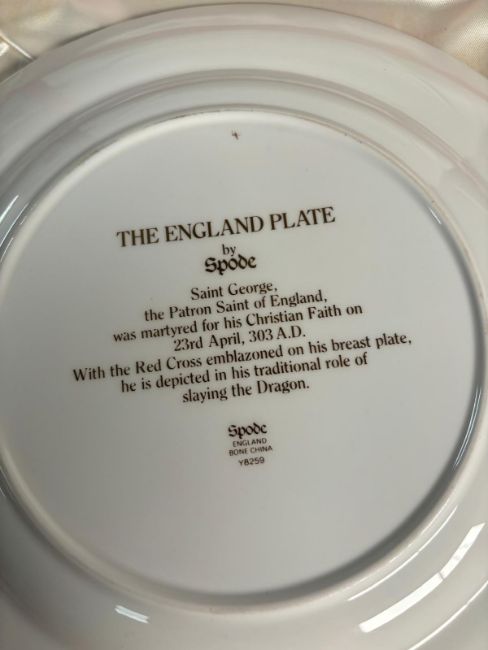 THE ENGLAND PLATE
by
Spode
Saint George,
the Patron Saint of England,
was martyred for his Christian Faith on
23rd April, 303 A.D.
With the Red Cross emblazoned on his breast plate,
he is depicted in his traditional role of
slaying the Dragon.
Spode
ENGLAND
BONE CHINA
Y8259